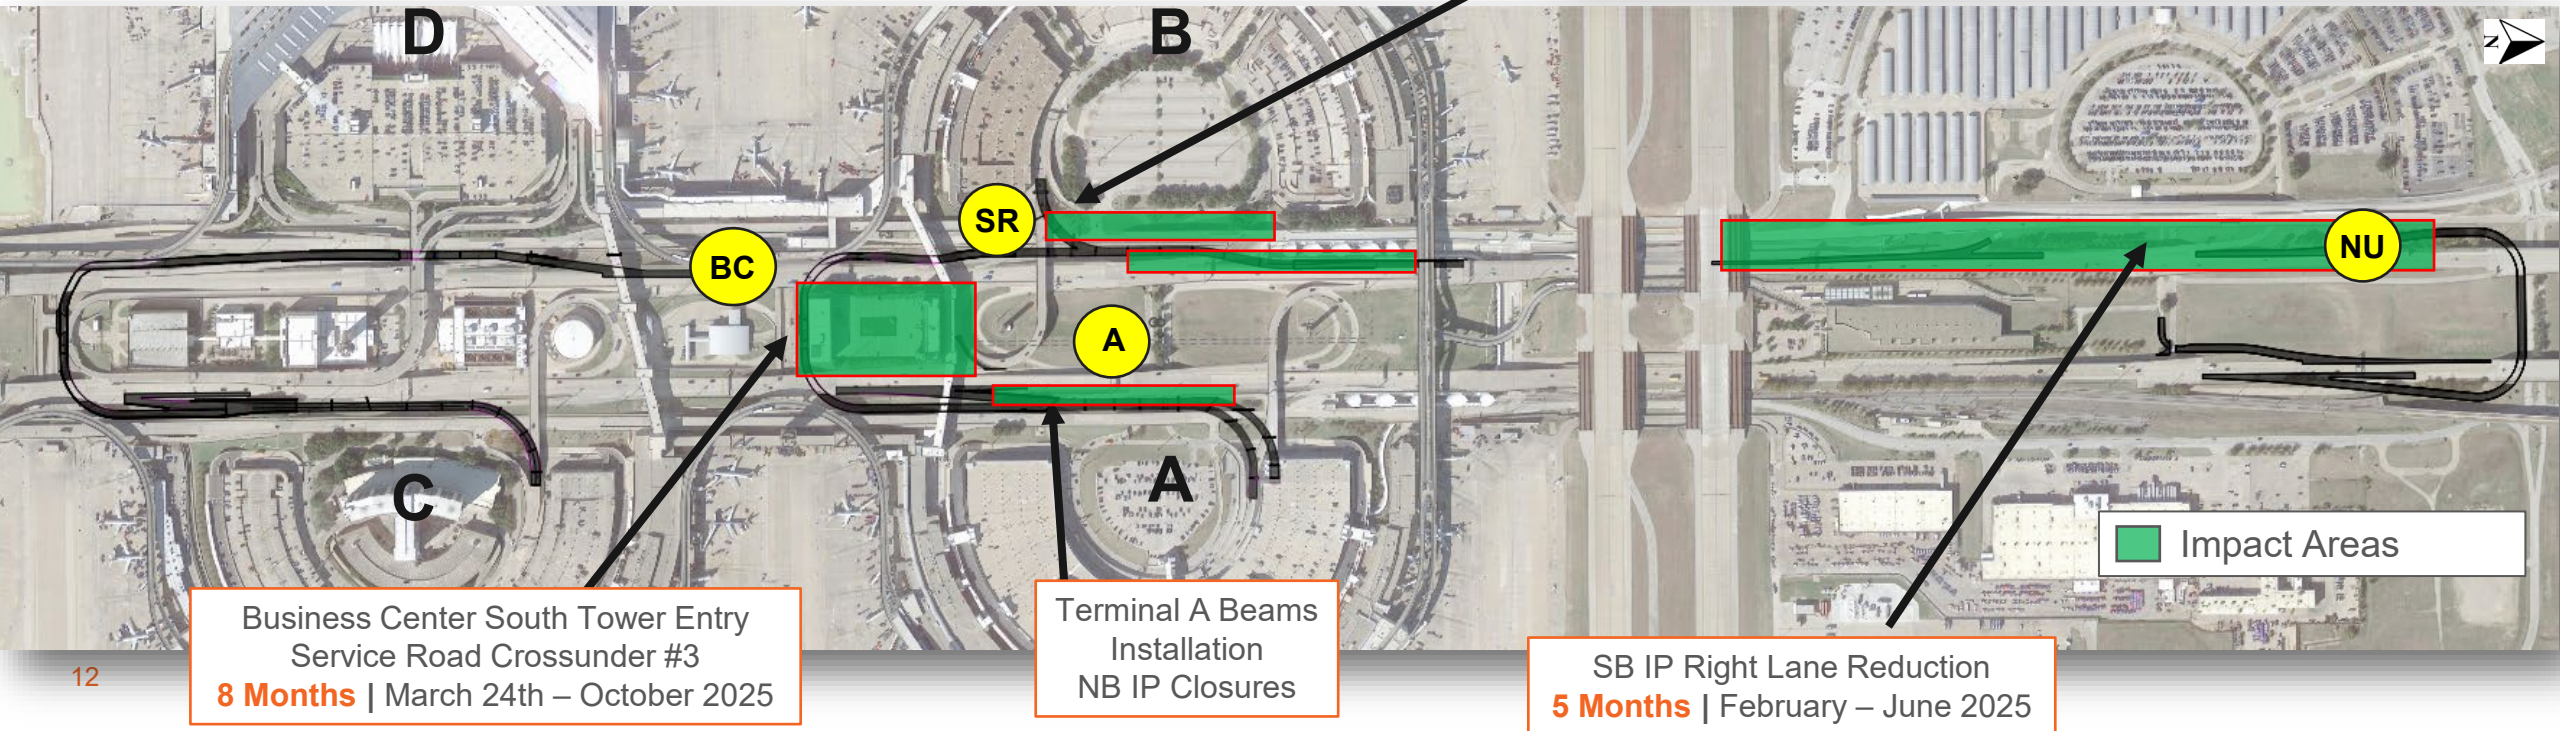 D
B
N
SR
BC
NU
A
C
A
Impact Areas
Business Center South Tower Entry
Service Road Crossunder #3
8 Months | March 24th – October 2025
Terminal A Beams
Installation
NB IP Closures
SB IP Right Lane Reduction
5 Months | February – June 2025
12